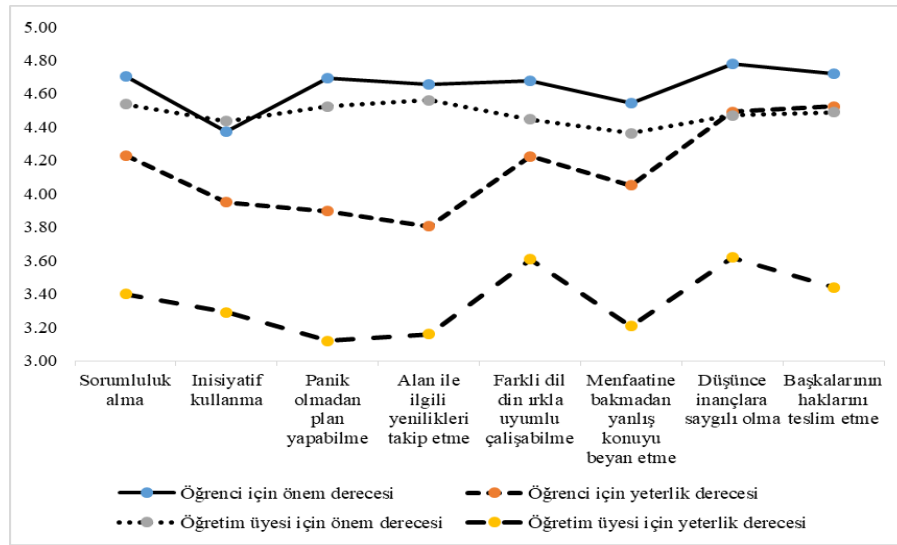 5.00
4.80
4.60
4.40
4.20
4.00
3.80
3.60
3.40
3.20
3.00
Sorumluluk
alma
Inisiyatif
kullanma
Panik
olmadan
plan
yapabilme
Alan ile
ilgili
yenilikleri
takip etme
Farkli dil
din ırkla
uyumlu
çalişabilme
Menfaatine
bakmadan
yanlış
konuyu
beyan etme
Düşünce
inançlara
saygılı olma
Başkalarının
haklarını
teslim etme
Öğrenci için önem derecesi
Öğrenci için yeterlik derecesi
Öğretim üyesi için önem derecesi
Öğretim üyesi için yeterlik derecesi